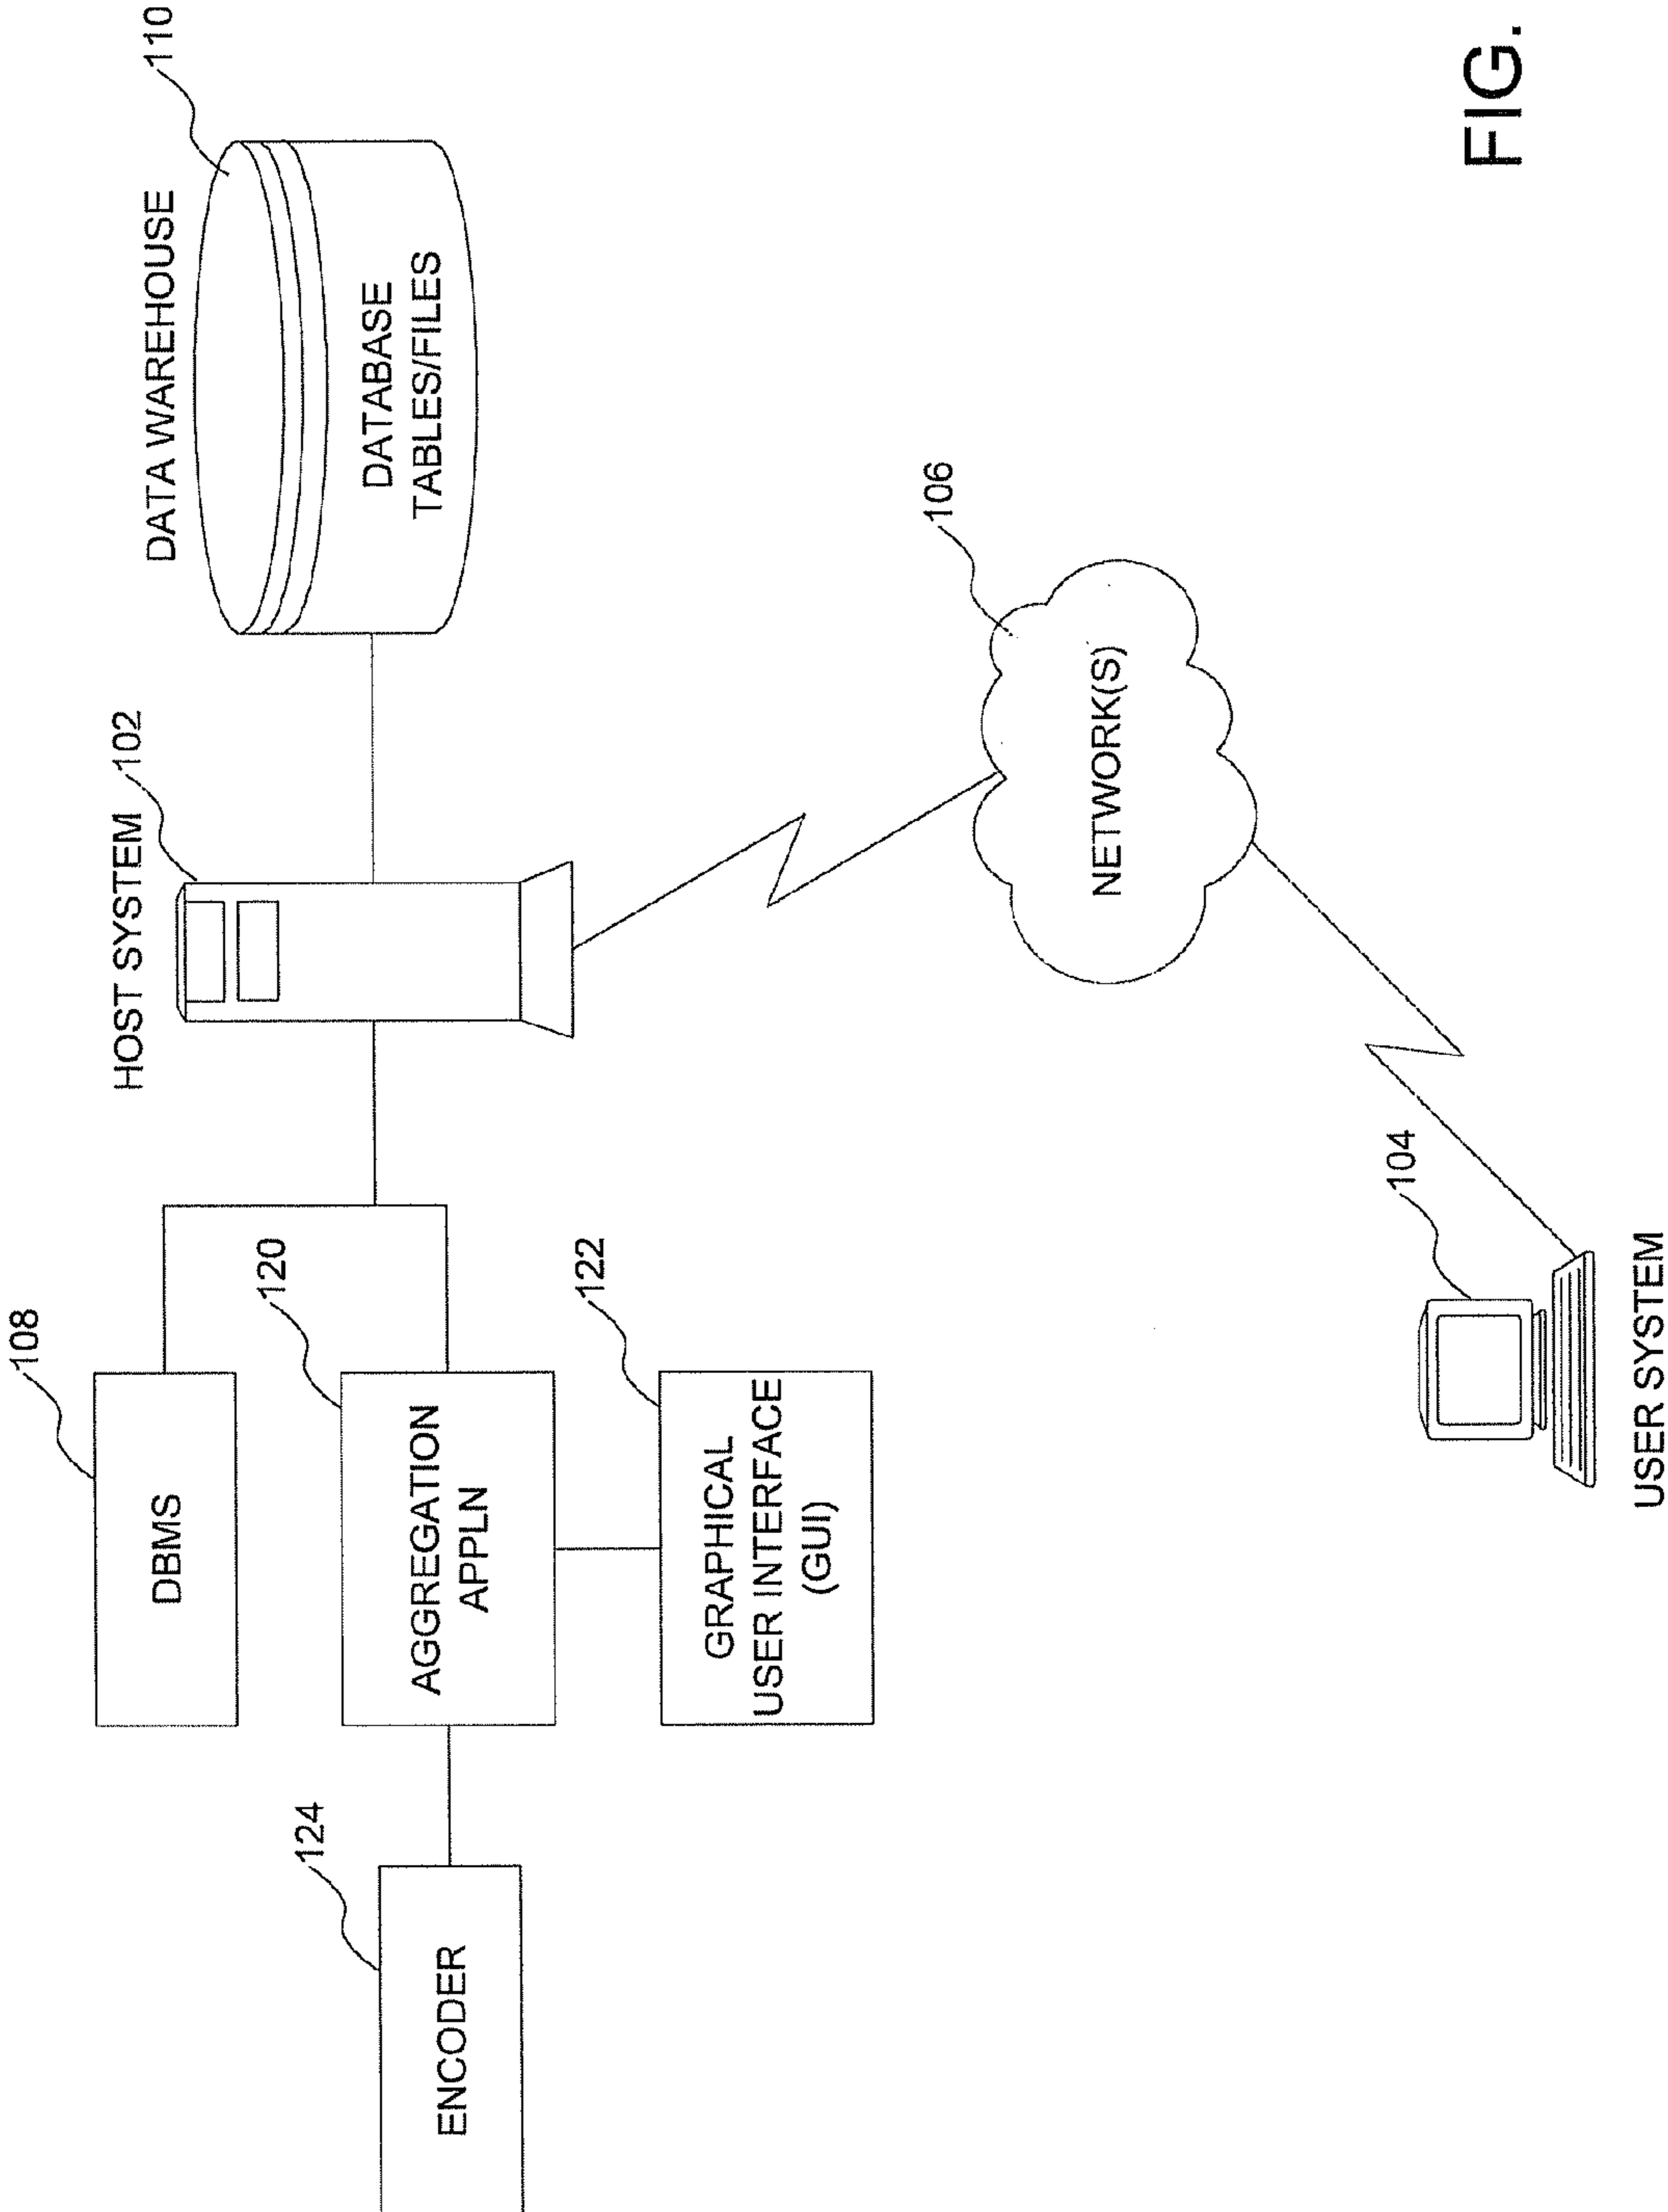 DATA WAREHOUSE
110
DATABASE
TABLES/FILES
HOST SYSTEM
102
108
DBMS
120
AGGREGATION
APPLN
122
GRAPHICAL
USER INTERFACE
(GUI)
124
ENCODER
106
NETWORK(S)
104
USER SYSTEM
FIG.